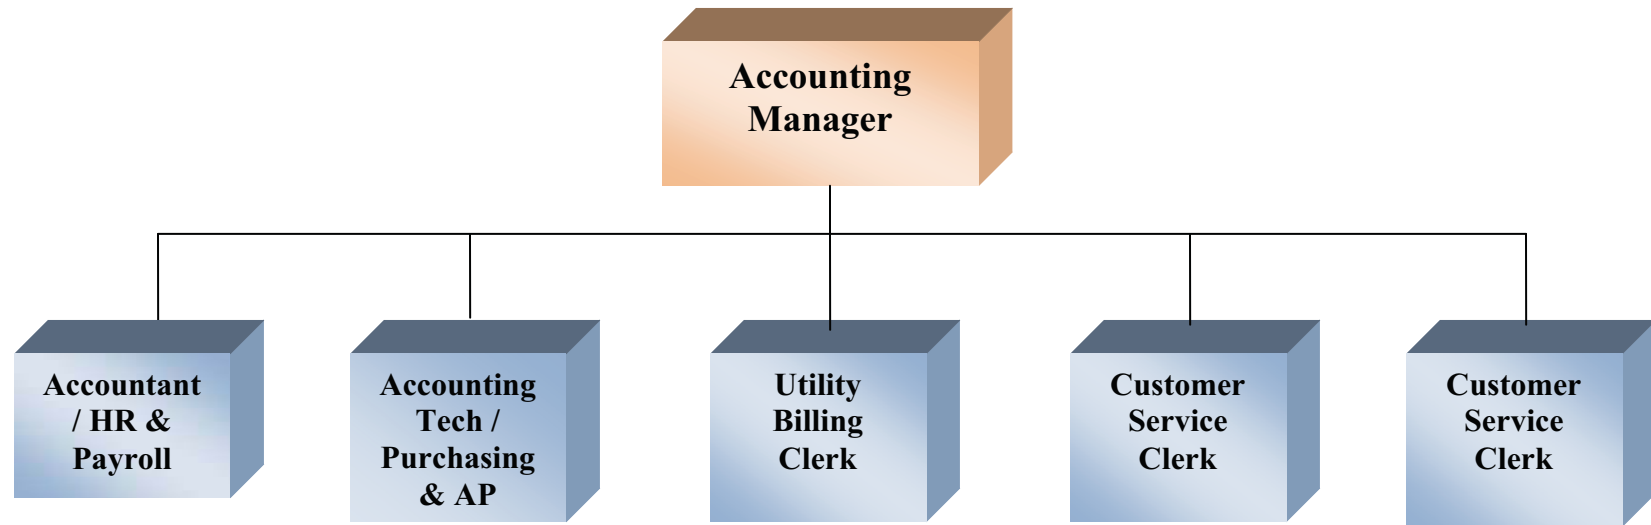 Accounting
Manager
Accountant
/ HR &
Payroll
Accounting
Tech /
Purchasing
& AP
Utility
Billing
Clerk
Customer
Service
Clerk
Customer
Service
Clerk